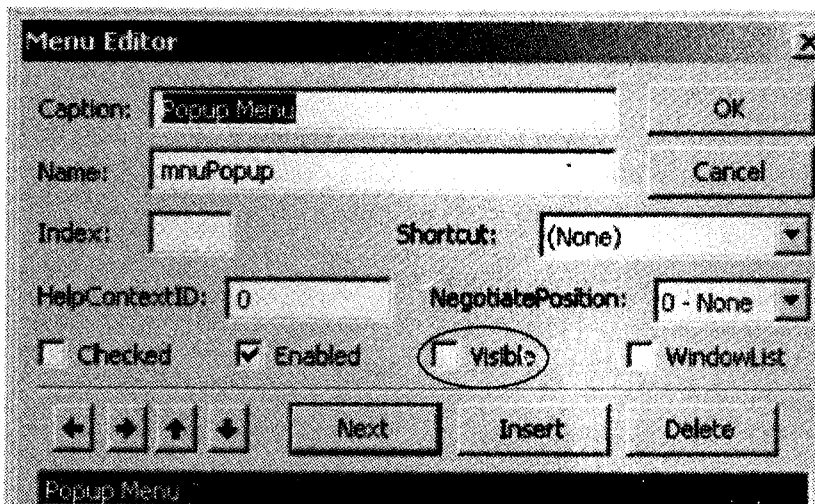 Menu Editor
Caption: Popup Menu OK
Name: mnuPopup Cancel
Index: Shortcut: (None)
HelpContextID: 0 NegotiatePosition: 0 - None
Checked Enabled Visible WindowList
Next Insert Delete
Popup Menu